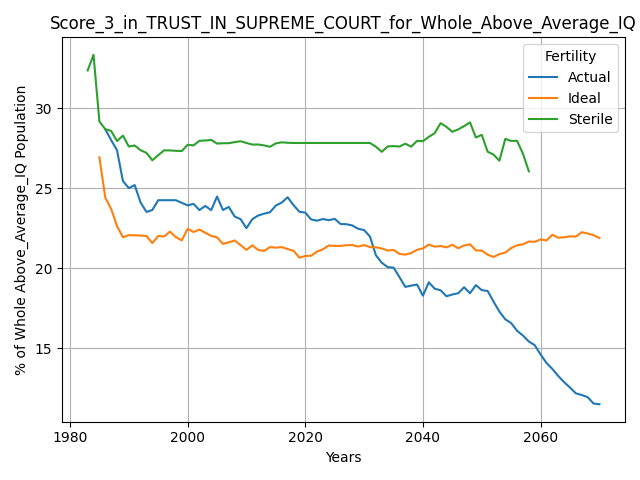 Score_3_in_TRUST_IN_SUPREME_COURT_for_Whole_Above_Average_IQ
% of Whole Above_Average_IQ Population
30
25
20
15
Fertility
Actual
Ideal
Sterile
1980 2000 2020 2040 2060
Years